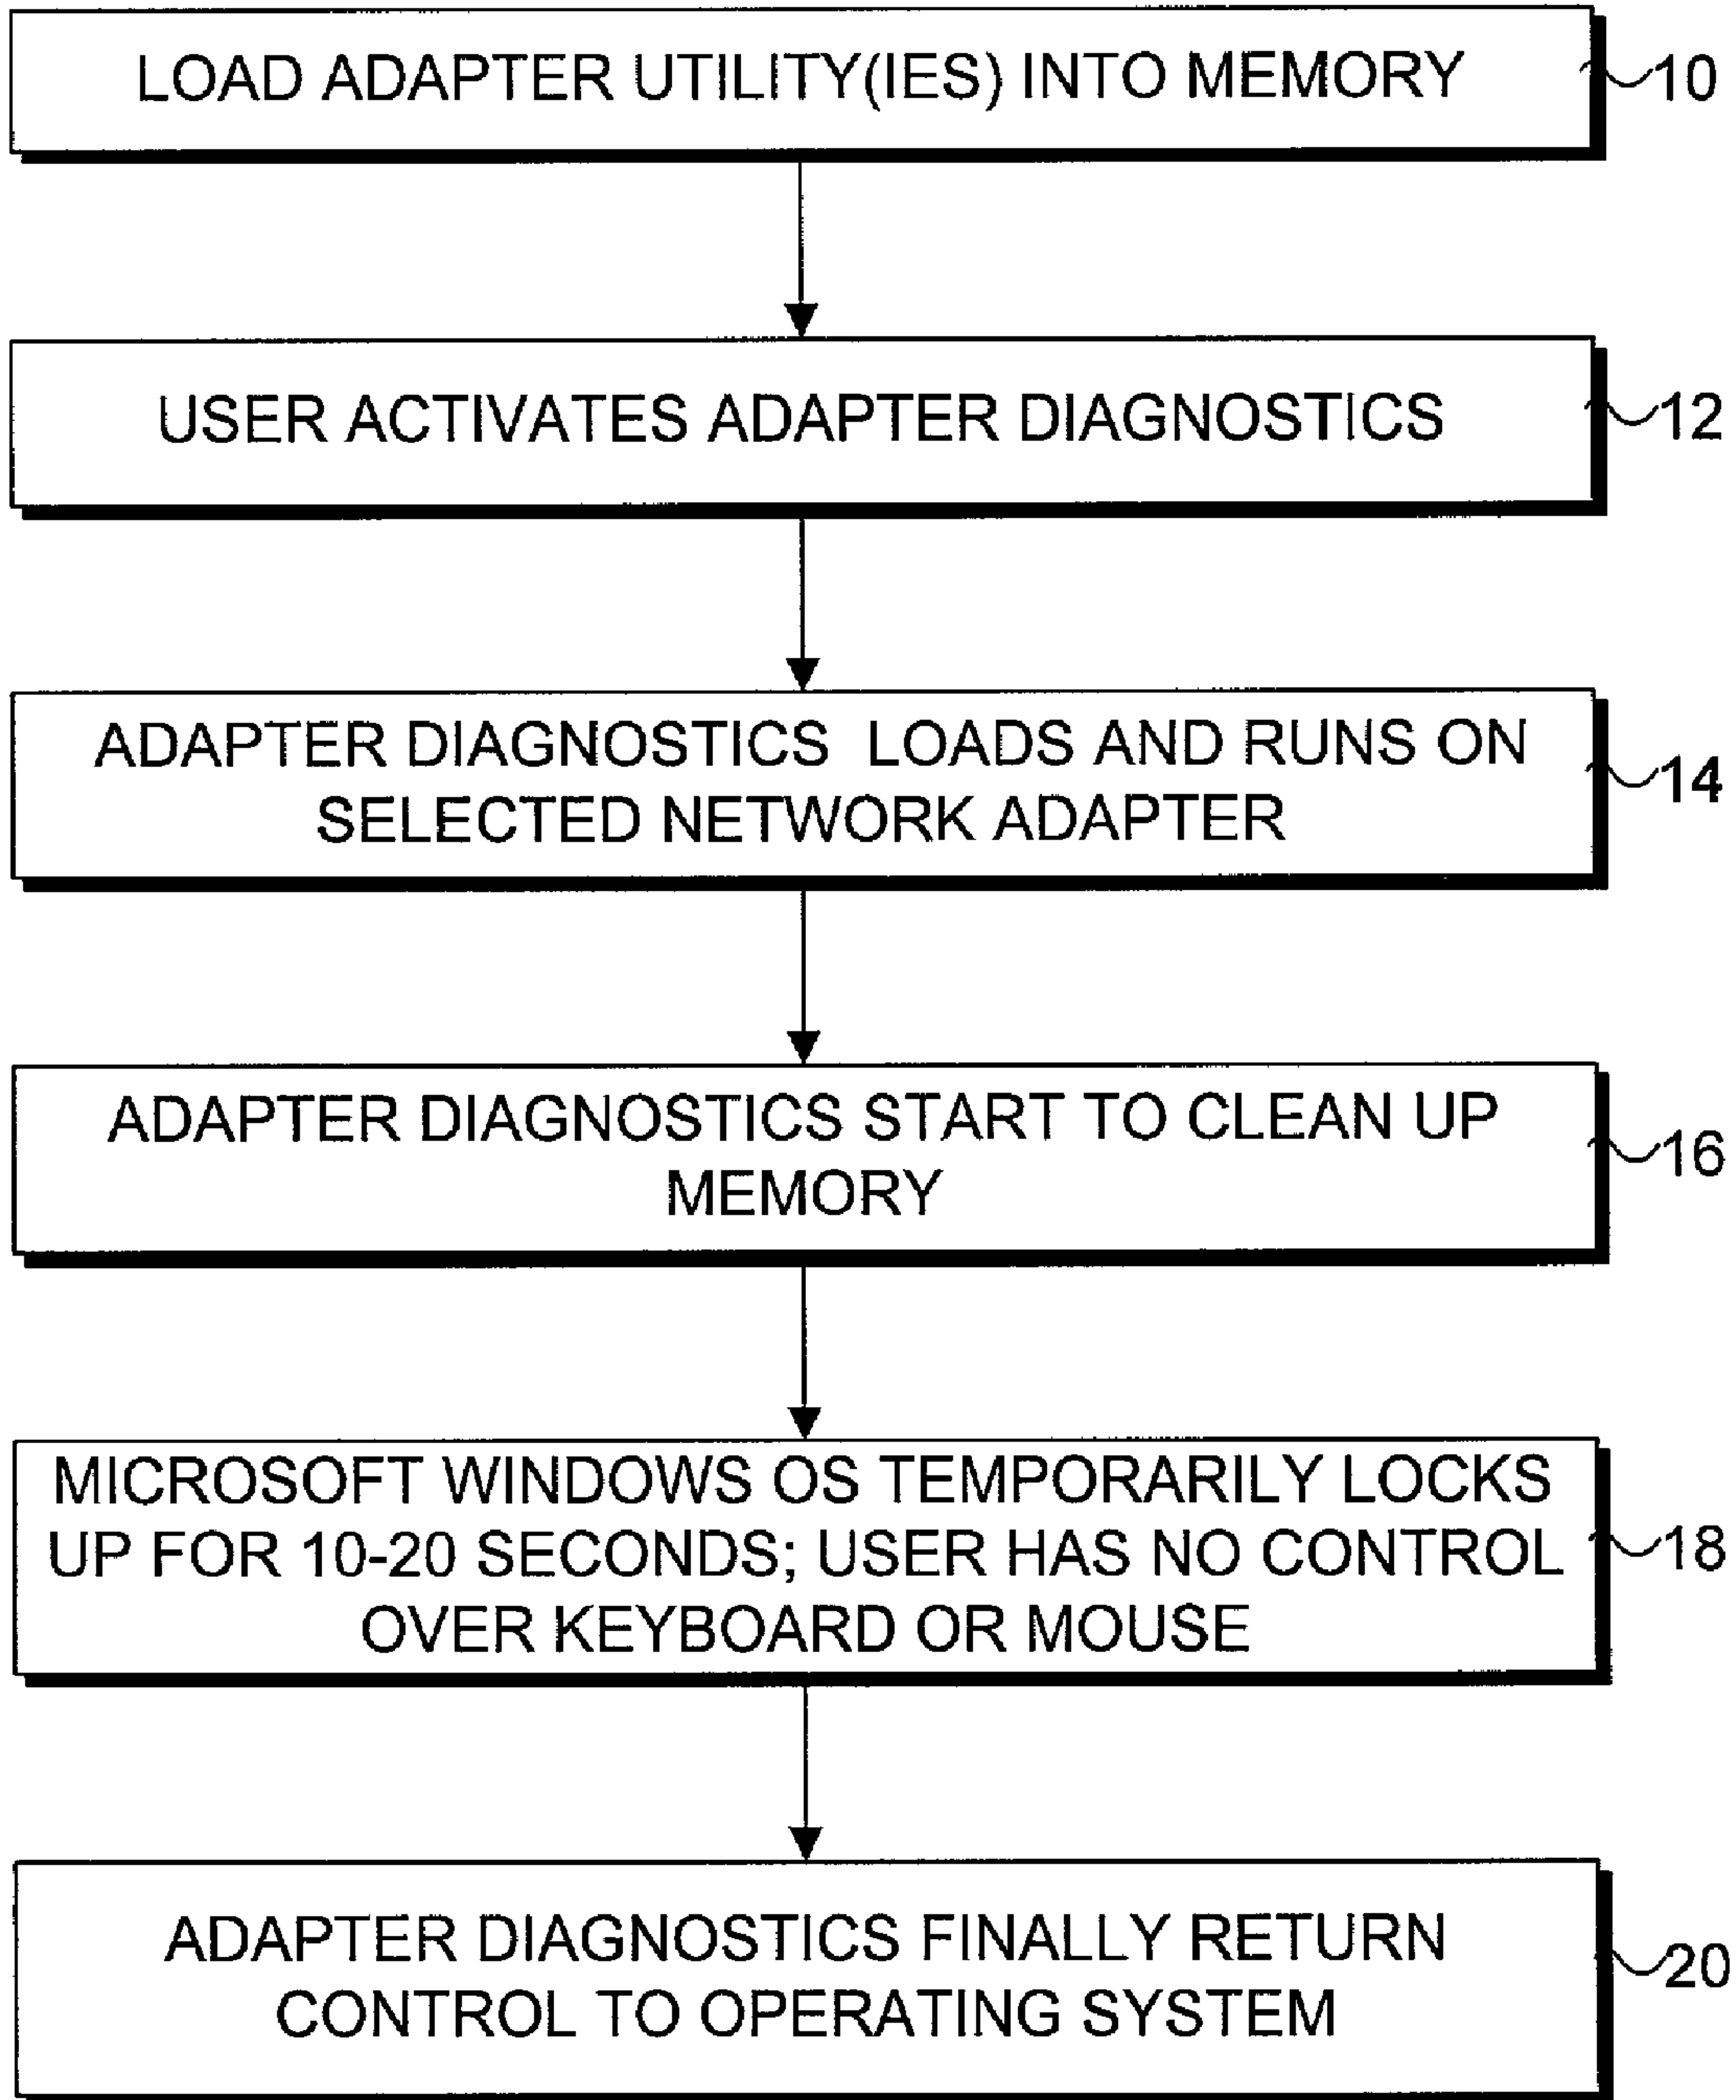 LOAD ADAPTER UTILITY(IES) INTO MEMORY
10
USER ACTIVATES ADAPTER DIAGNOSTICS
12
ADAPTER DIAGNOSTICS LOADS AND RUNS ON
SELECTED NETWORK ADAPTER
14
ADAPTER DIAGNOSTICS START TO CLEAN UP
MEMORY
16
MICROSOFT WINDOWS OS TEMPORARILY LOCKS
UP FOR 10-20 SECONDS; USER HAS NO CONTROL
OVER KEYBOARD OR MOUSE
18
ADAPTER DIAGNOSTICS FINALLY RETURN
CONTROL TO OPERATING SYSTEM
20